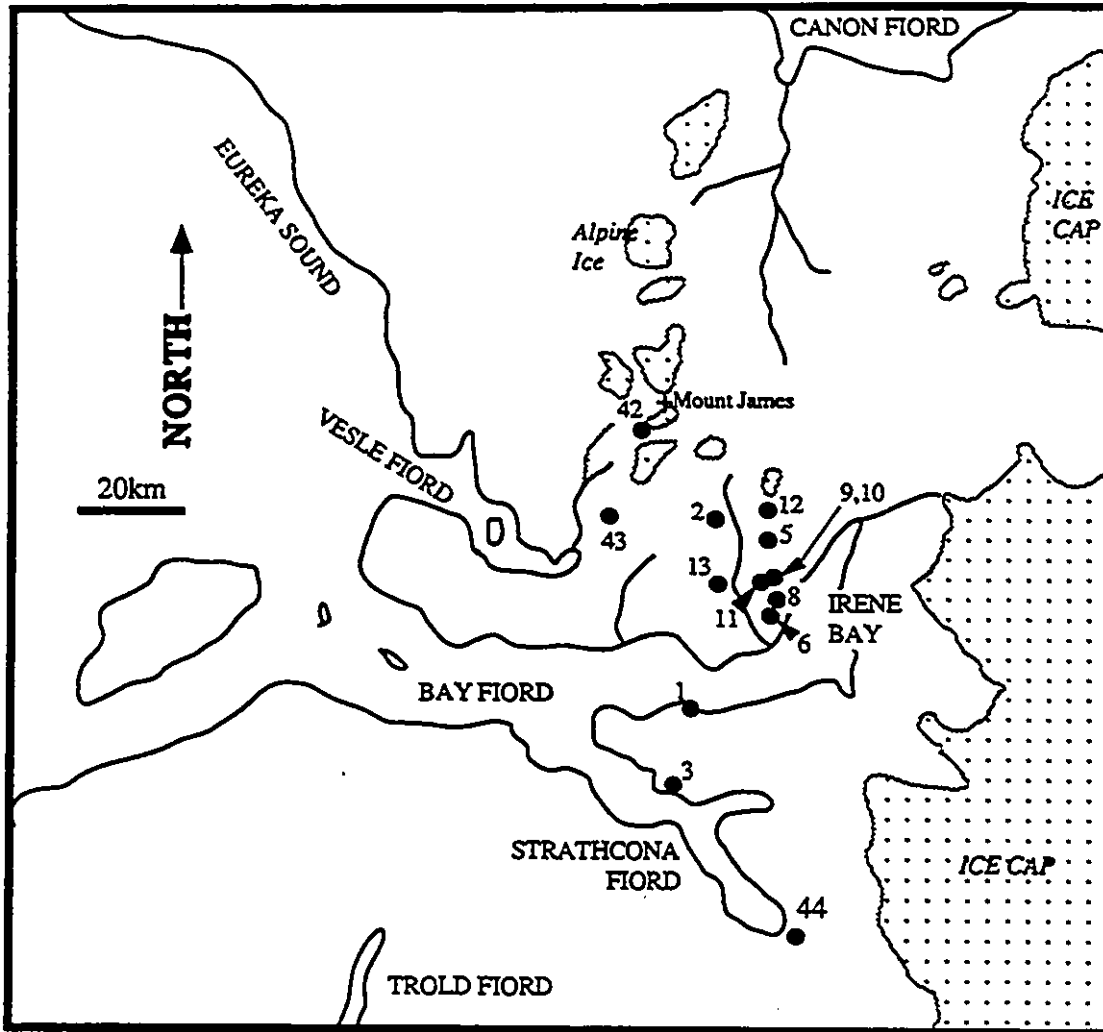 CANON FIORD
EUREKA SOUND
NORTH
ICE
CAP
Alpine
Ice
Mount James
42
VESLE FIORD
20km
9,10
12
2
5
43
13
8
11
6
IRENE
BAY
BAY FIORD
1
3
STRATHCONA
FIORD
ICE CAP
44
TROLD FIORD